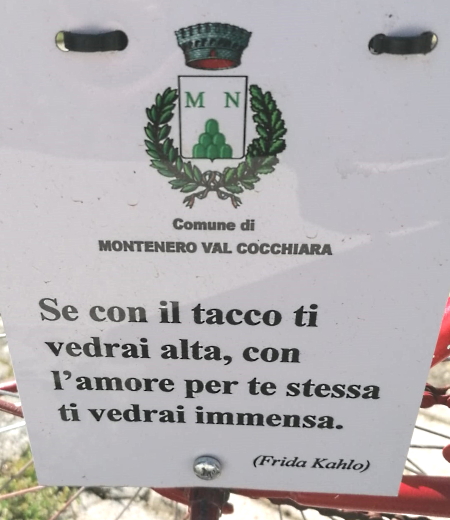 M N
Comune di
MONTENERO VAL COCCHIARA
Se con il tacco ti
vedrai alta, con
l'amore per te stessa
ti vedrai immensa.
(Frida Kahlo)